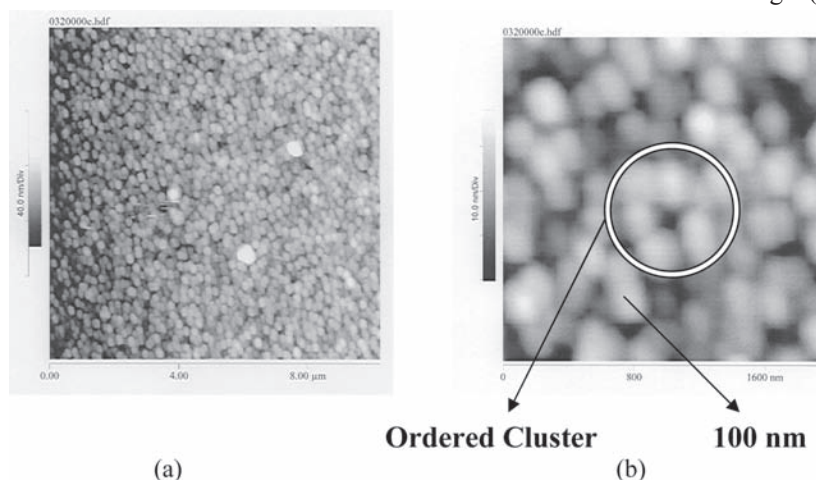 0320000c.hdf
40.0 nm/Div
0.00 4.00 8.00 µm
(a)
0320000c.hdf
10.0 nm/Div
0 800 1600 nm
Ordered Cluster 100 nm
(b)